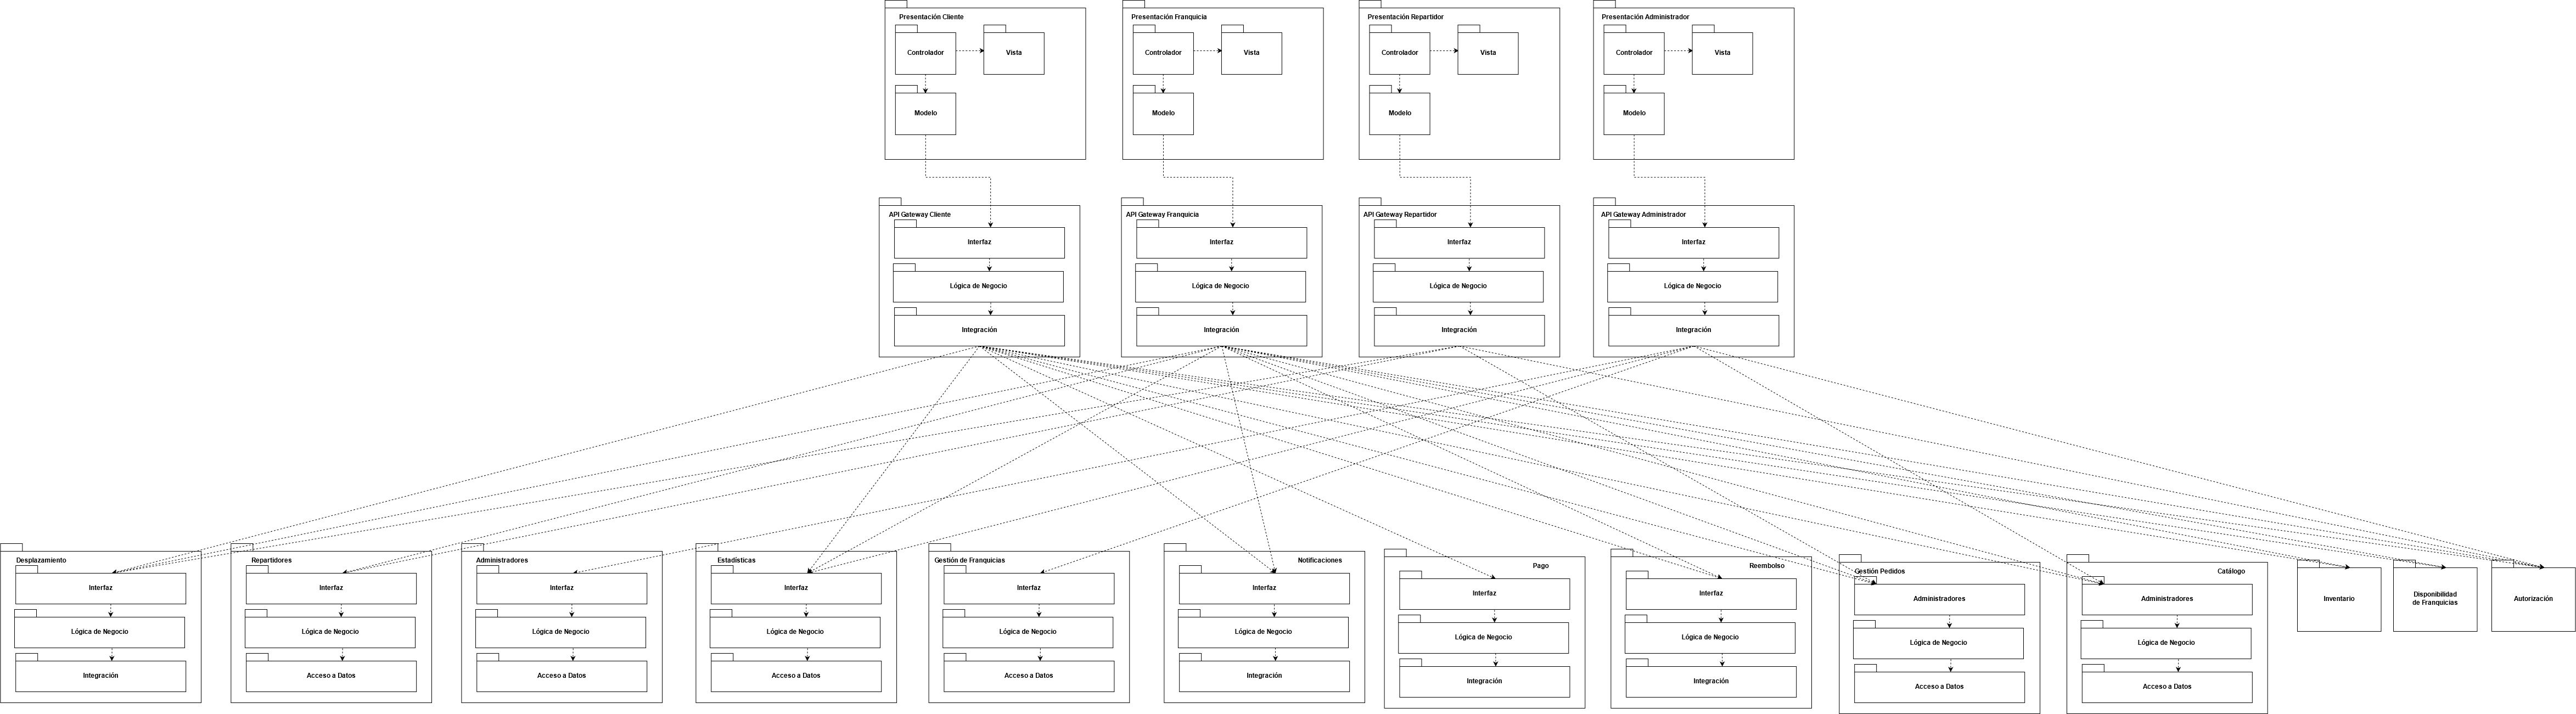 Presentación Cliente
Controlador
Vista
Modelo
Presentación Franquicia
Controlador
Vista
Modelo
Presentación Repartidor
Controlador
Vista
Modelo
Presentación Administrador
Controlador
Vista
Modelo
API Gateway Cliente
Interfaz
Lógica de Negocio
Integración
API Gateway Franquicia
Interfaz
Lógica de Negocio
Integración
API Gateway Repartidor
Interfaz
Lógica de Negocio
Integración
API Gateway Administrador
Interfaz
Lógica de Negocio
Integración
Desplazamiento
Interfaz
Lógica de Negocio
Integración
Repartidores
Interfaz
Lógica de Negocio
Acceso a Datos
Administradores
Interfaz
Lógica de Negocio
Acceso a Datos
Estadísticas
Interfaz
Lógica de Negocio
Acceso a Datos
Gestión de Franquicias
Interfaz
Lógica de Negocio
Acceso a Datos
Notificaciones
Interfaz
Lógica de Negocio
Integración
Pago
Interfaz
Lógica de Negocio
Integración
Reembolso
Interfaz
Lógica de Negocio
Integración
Gestión Pedidos
Administradores
Lógica de Negocio
Acceso a Datos
Catálogo
Administradores
Lógica de Negocio
Acceso a Datos
Inventario
Disponibilidad
de Franquicias
Autorización